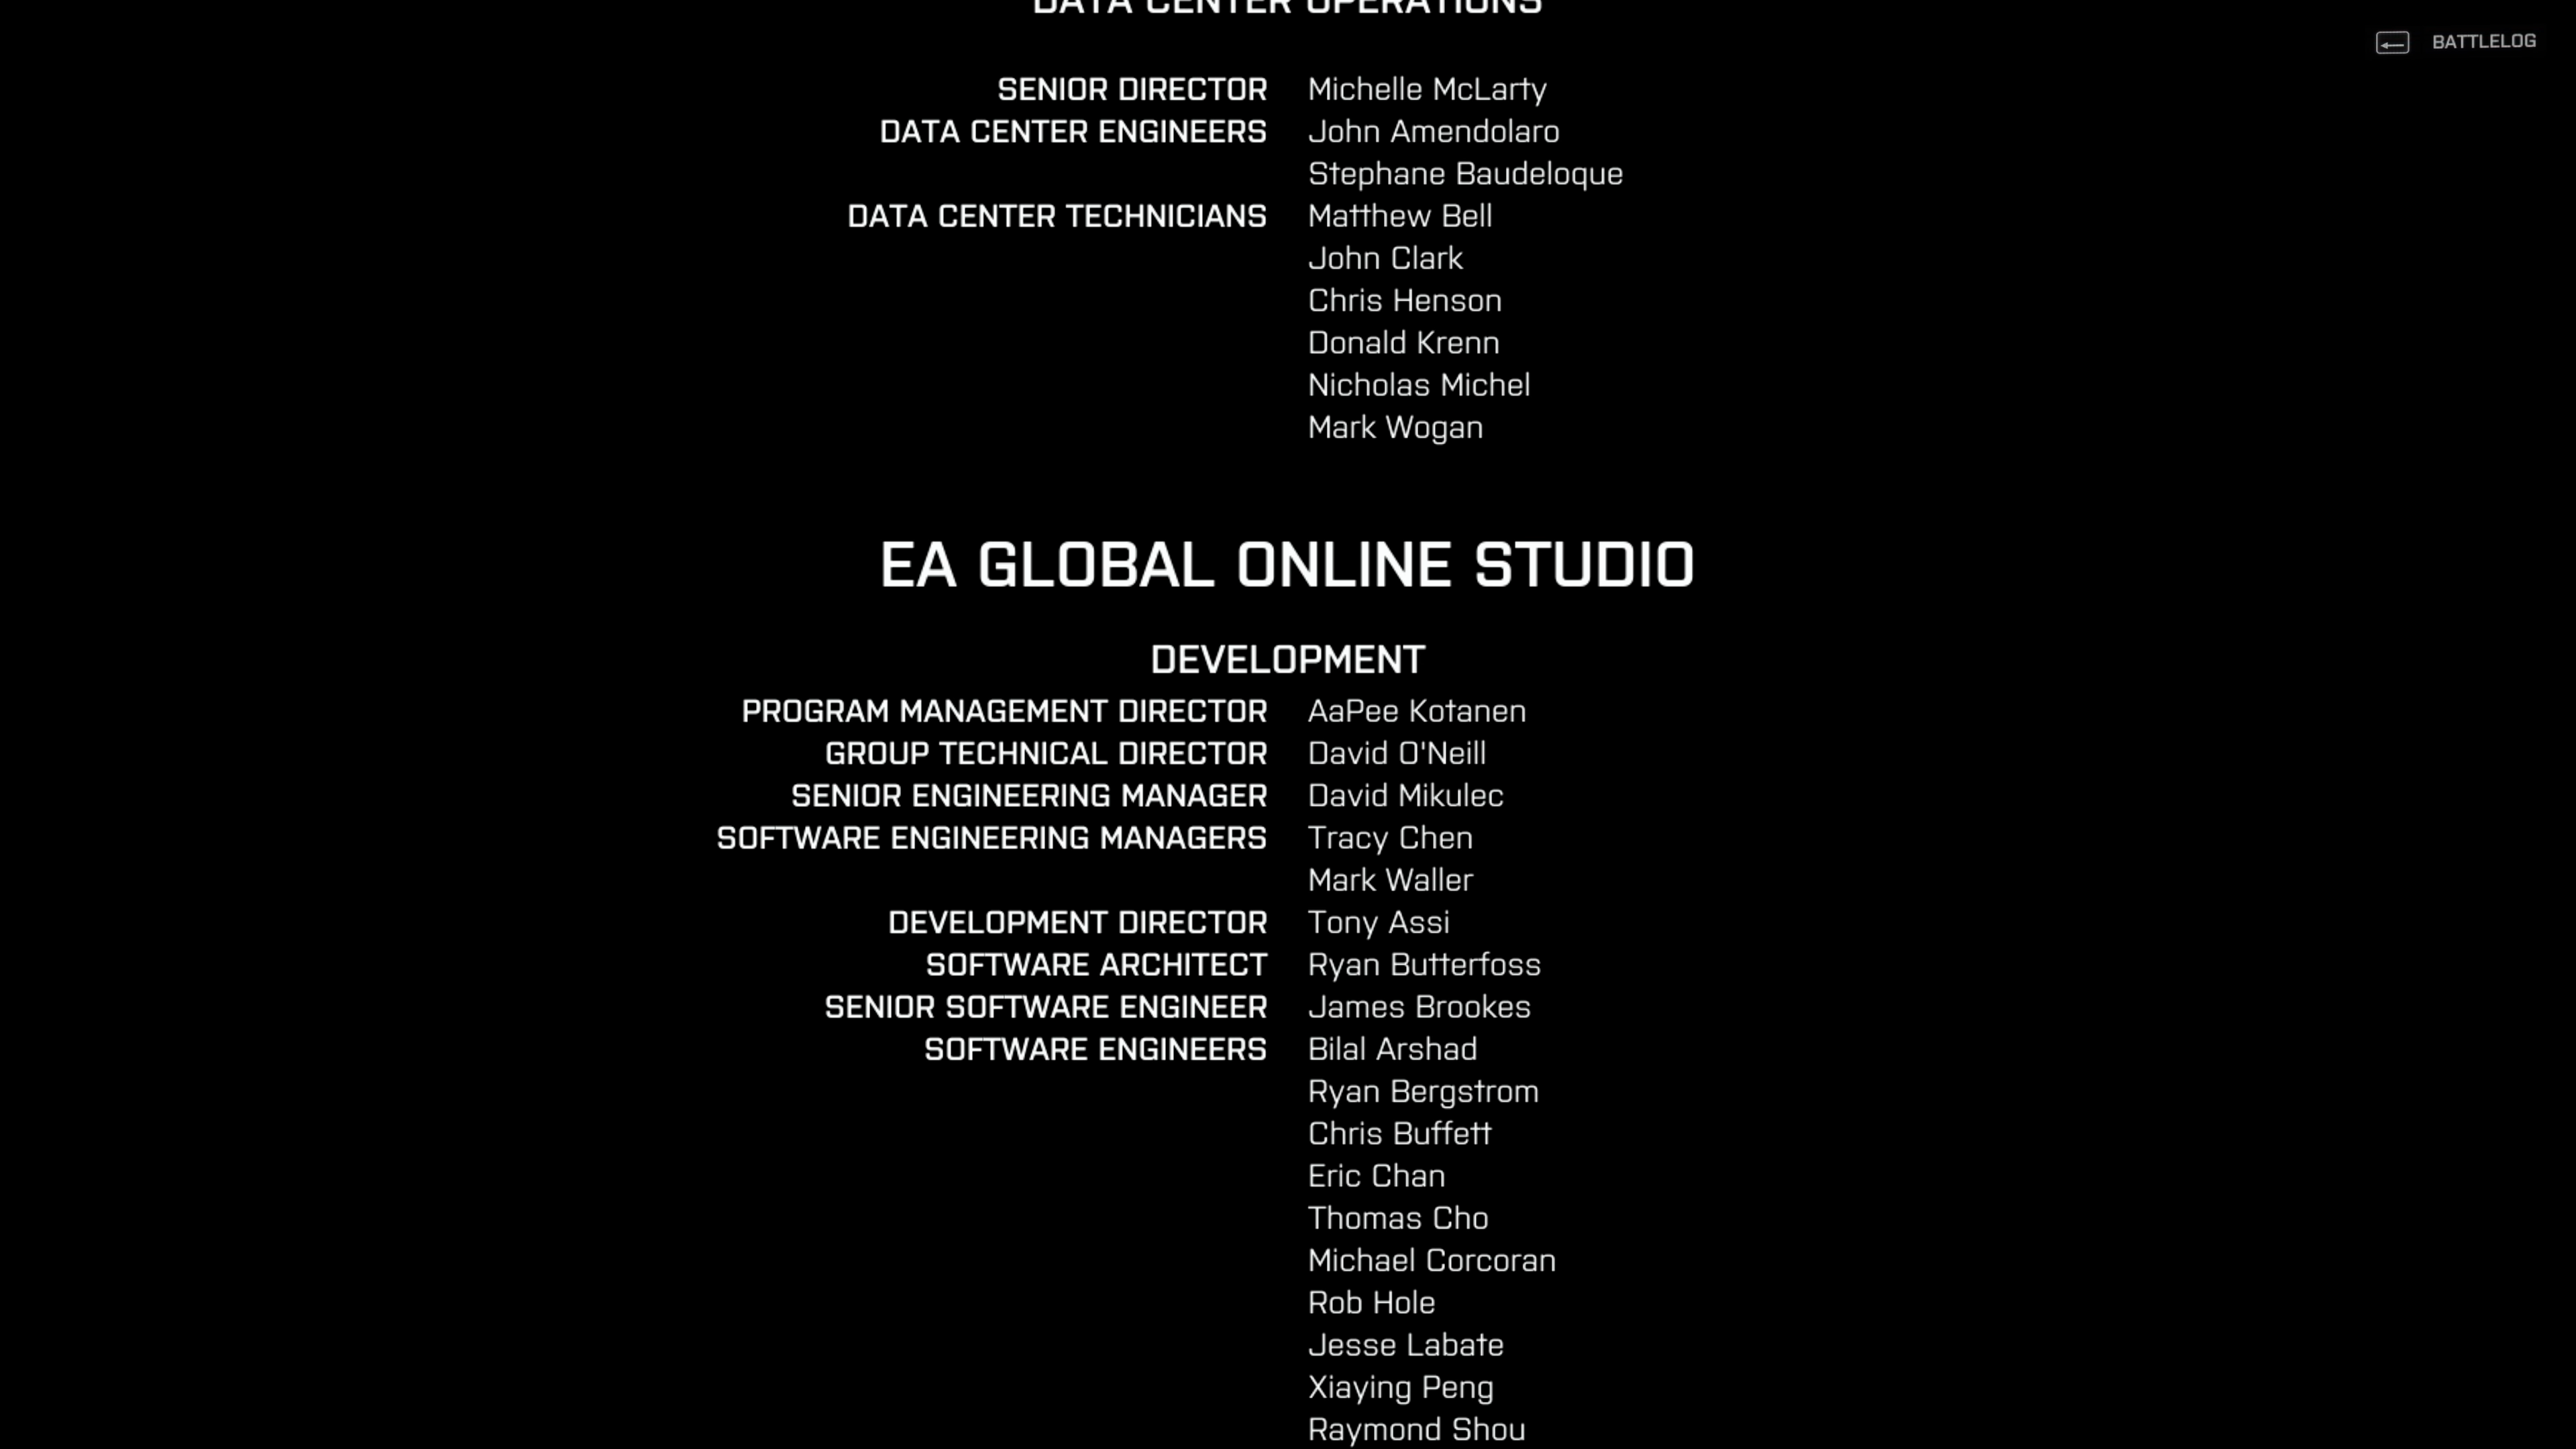 DATA CENTER OPERATIONS
BATTLELOG
SENIOR DIRECTOR Michelle McLarty
DATA CENTER ENGINEERS John Amendolaro
Stephane Baudeloque
DATA CENTER TECHNICIANS Matthew Bell
John Clark
Chris Henson
Donald Krenn
Nicholas Michel
Mark Wogan
EA GLOBAL ONLINE STUDIO
DEVELOPMENT
PROGRAM MANAGEMENT DIRECTOR AaPee Kotanen
GROUP TECHNICAL DIRECTOR David O'Neill
SENIOR ENGINEERING MANAGER David Mikulec
SOFTWARE ENGINEERING MANAGERS Tracy Chen
Mark Waller
DEVELOPMENT DIRECTOR Tony Assi
SOFTWARE ARCHITECT Ryan Butterfoss
SENIOR SOFTWARE ENGINEER James Brookes
SOFTWARE ENGINEERS Bilal Arshad
Ryan Bergstrom
Chris Buffett
Eric Chan
Thomas Cho
Michael Corcoran
Rob Hole
Jesse Labate
Xiaying Peng
Raymond Shou